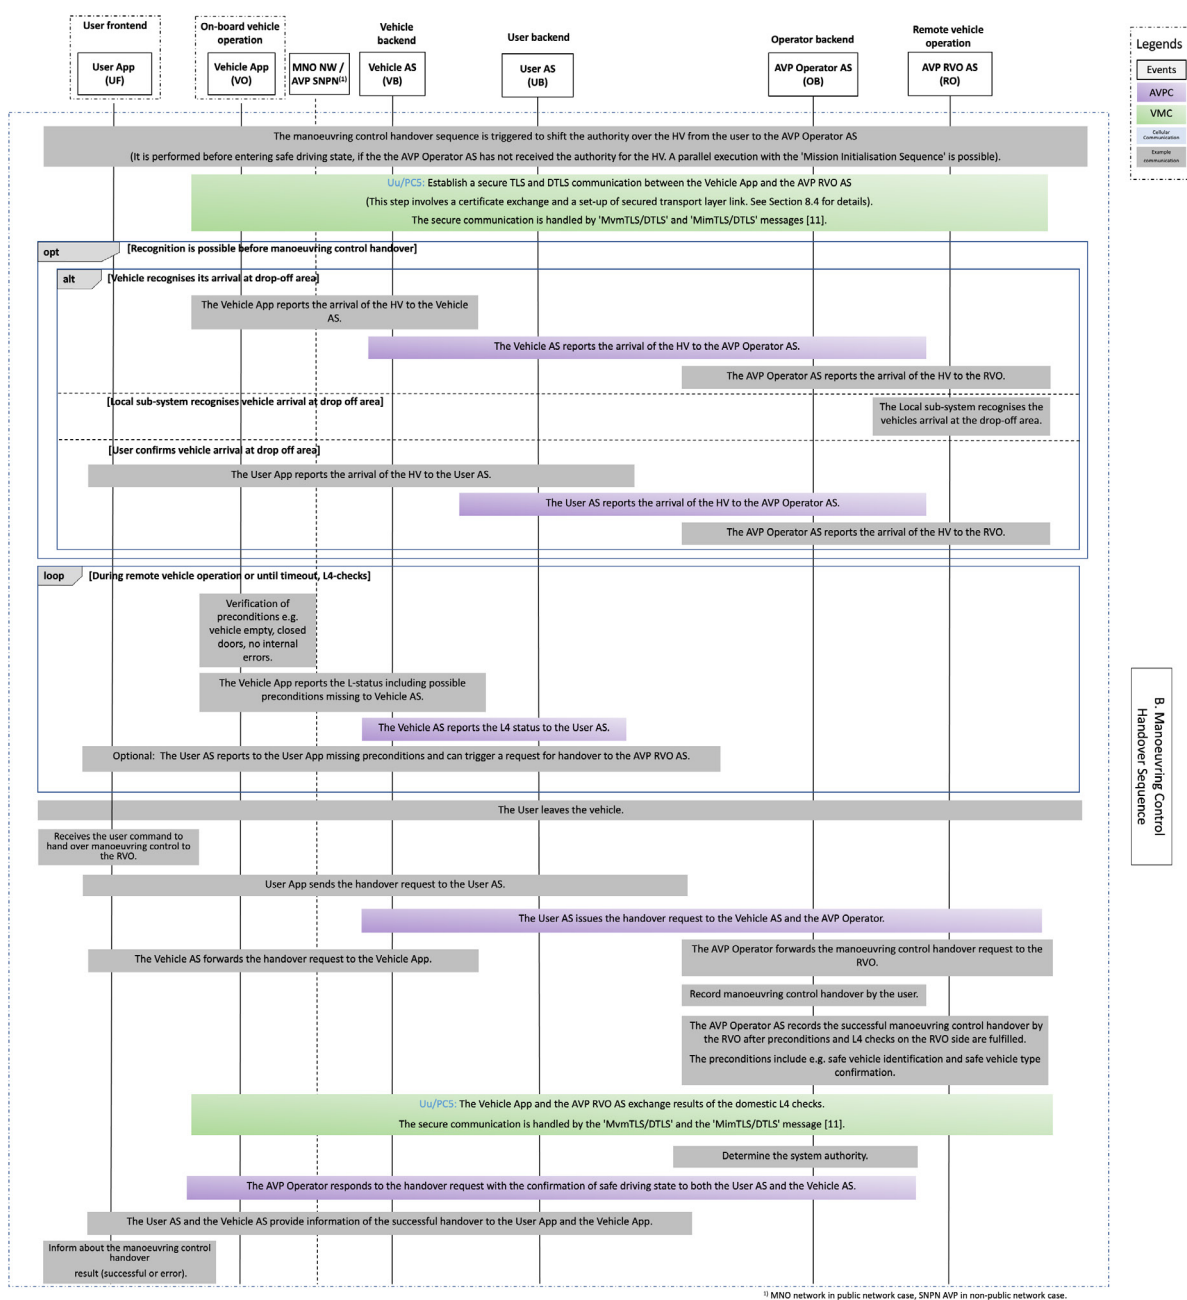 User frontend
On-board vehicle
operation
Vehicle
backend
User backend
Operator backend
Remote vehicle
operation
User App
(UF)
Vehicle App
(VO)
MNO NW /
AVP SNPN(1)
Vehicle AS
(VB)
User AS
(UB)
AVP Operator AS
(OB)
AVP RVO AS
(RO)
Legends
Events
AVPC
VMC
Cellular
Communication
Example
communication
The manoeuvring control handover sequence is triggered to shift the authority over the HV from the user to the AVP Operator AS
(It is performed before entering safe driving state, if the the AVP Operator AS has not received the authority for the HV. A parallel execution with the 'Mission Initialisation Sequence' is possible).
Uu/PC5: Establish a secure TLS and DTLS communication between the Vehicle App and the AVP RVO AS
(This step involves a certificate exchange and a set-up of secured transport layer link. See Section 8.4 for details).
The secure communication is handled by 'MvmTLS/DTLS' and 'MimTLS/DTLS' messages [11].
opt
[Recognition is possible before manoeuvring control handover]
alt
[Vehicle recognises its arrival at drop-off area]
The Vehicle App reports the arrival of the HV to the Vehicle
AS.
The Vehicle AS reports the arrival of the HV to the AVP Operator AS.
The AVP Operator AS reports the arrival of the HV to the RVO.
[Local sub-system recognises vehicle arrival at drop off area]
The Local sub-system recognises the
vehicles arrival at the drop-off area.
[User confirms vehicle arrival at drop off area]
The User App reports the arrival of the HV to the User AS.
The User AS reports the arrival of the HV to the AVP Operator AS.
The AVP Operator AS reports the arrival of the HV to the RVO.
loop
[During remote vehicle operation or until timeout, L4-checks]
Verification of
preconditions e.g.
vehicle empty, closed
doors, no internal
errors.
The Vehicle App reports the L-status including possible
preconditions missing to Vehicle AS.
The Vehicle AS reports the L4 status to the User AS.
Optional: The User AS reports to the User App missing preconditions and can trigger a request for handover to the AVP RVO AS.
B. Manoeuvring Control
Handover Sequence
The User leaves the vehicle.
Receives the user command to
hand over manoeuvring control to
the RVO.
User App sends the handover request to the User AS.
The User AS issues the handover request to the Vehicle AS and the AVP Operator.
The Vehicle AS forwards the handover request to the Vehicle App.
The AVP Operator forwards the manoeuvring control handover request to the
RVO.
Record manoeuvring control handover by the user.
The AVP Operator AS records the successful manoeuvring control handover by
the RVO after preconditions and L4 checks on the RVO side are fulfilled.
The preconditions include e.g. safe vehicle identification and safe vehicle type
confirmation.
Uu/PC5: The Vehicle App and the AVP RVO AS exchange results of the domestic L4 checks.
The secure communication is handled by the 'MvmTLS/DTLS' and the 'MimTLS/DTLS' message [11].
Determine the system authority.
The AVP Operator responds to the handover request with the confirmation of safe driving state to both the User AS and the Vehicle AS.
The User AS and the Vehicle AS provide information of the successful handover to the User App and the Vehicle App.
Inform about the manoeuvring control
handover
result (successful or error).
1) MNO network in public network case, SNPN AVP in non-public network case.